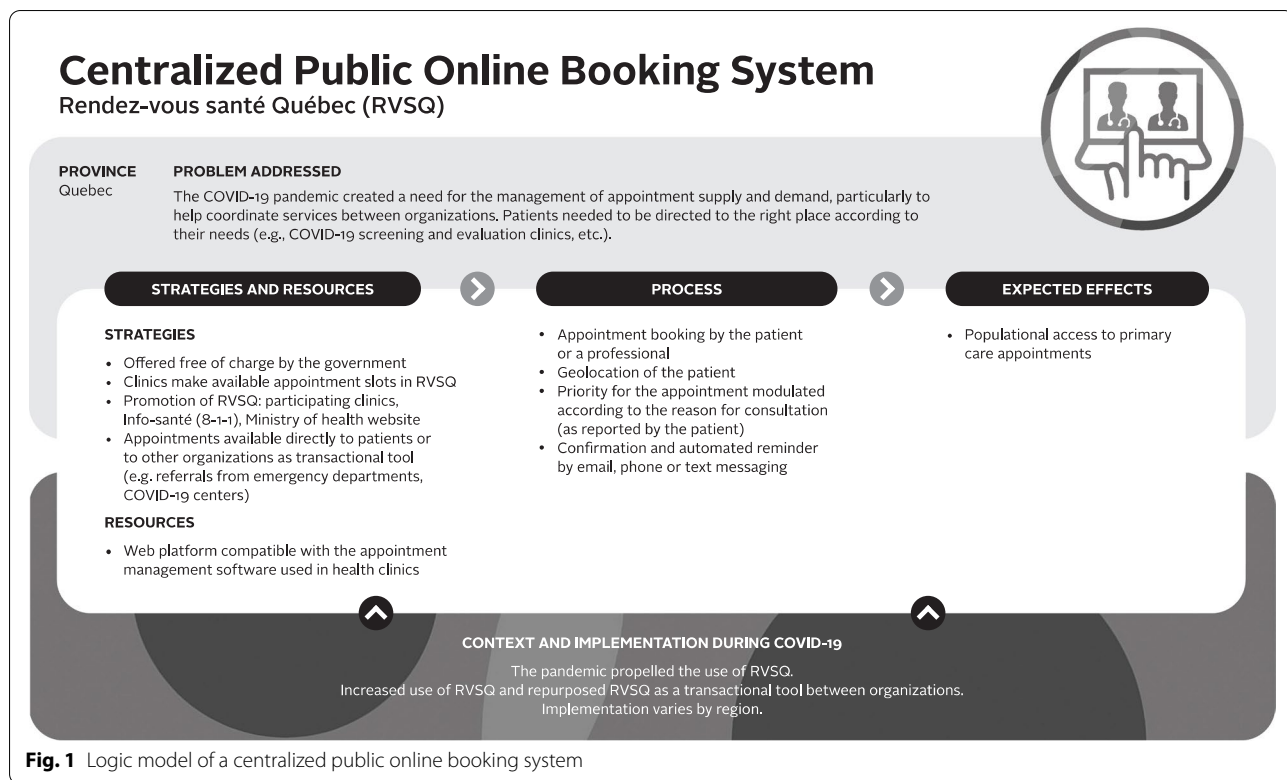 Centralized Public Online Booking System
Rendez-vous santé Québec (RVSQ)
PROVINCE
Quebec
PROBLEM ADDRESSED
The COVID-19 pandemic created a need for the management of appointment supply and demand, particularly to
help coordinate services between organizations. Patients needed to be directed to the right place according to
their needs (e.g., COVID-19 screening and evaluation clinics, etc.).
STRATEGIES AND RESOURCES
STRATEGIES
• Offered free of charge by the government
• Clinics make available appointment slots in RVSQ
• Promotion of RVSQ: participating clinics,
Info-santé (8-1-1), Ministry of health website
• Appointments available directly to patients or
to other organizations as transactional tool
(e.g. referrals from emergency departments,
COVID-19 centers)
RESOURCES
• Web platform compatible with the appointment
management software used in health clinics
PROCESS
• Appointment booking by the patient
or a professional
• Geolocation of the patient
• Priority for the appointment modulated
according to the reason for consultation
(as reported by the patient)
• Confirmation and automated reminder
by email, phone or text messaging
EXPECTED EFFECTS
• Populational access to primary
care appointments
CONTEXT AND IMPLEMENTATION DURING COVID-19
The pandemic propelled the use of RVSQ.
Increased use of RVSQ and repurposed RVSQ as a transactional tool between organizations.
Implementation varies by region.
Fig. 1 Logic model of a centralized public online booking system